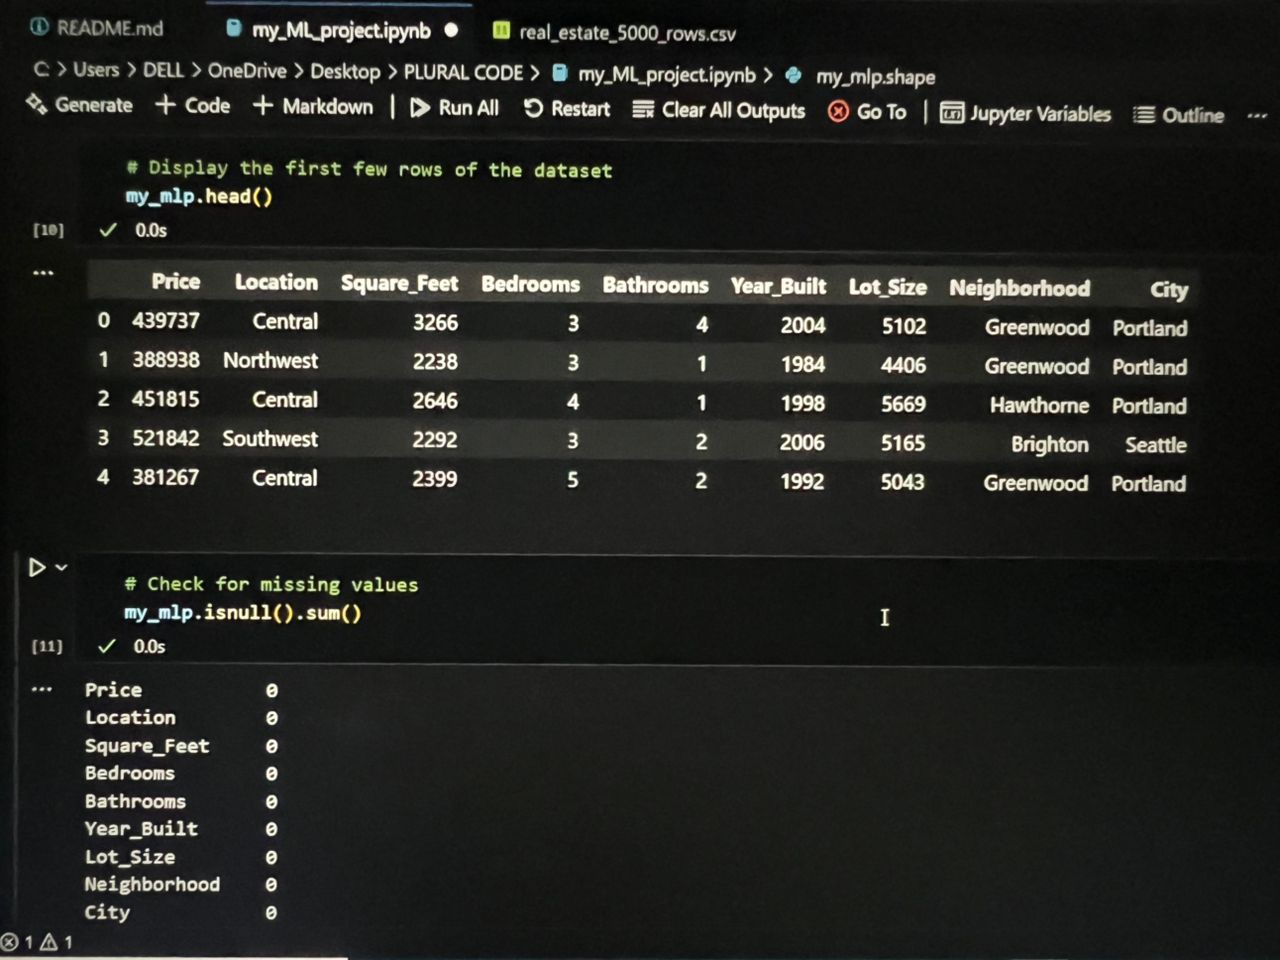 README.md my_ML_project.ipynb real_estate_5000_rows.csv
C: > Users > DELL > OneDrive > Desktop > PLURAL CODE > my_ML_project.ipynb > my_mlp.shape
Generate + Code + Markdown | Run All Restart Clear All Outputs Go To | Jupyter Variables Outline ...
# Display the first few rows of the dataset
my_mlp.head()
[10] ✓ 0.0s
...
Price Location Square_Feet Bedrooms Bathrooms Year_Built Lot_Size Neighborhood City
0 439737 Central 3266 3 4 2004 5102 Greenwood Portland
1 388938 Northwest 2238 3 1 1984 4406 Greenwood Portland
2 451815 Central 2646 4 1 1998 5669 Hawthorne Portland
3 521842 Southwest 2292 3 2 2006 5165 Brighton Seattle
4 381267 Central 2399 5 2 1992 5043 Greenwood Portland
# Check for missing values
my_mlp.isnull().sum()
[11] ✓ 0.0s
...
Price 0
Location 0
Square_Feet 0
Bedrooms 0
Bathrooms 0
Year_Built 0
Lot_Size 0
Neighborhood 0
City 0
1 1